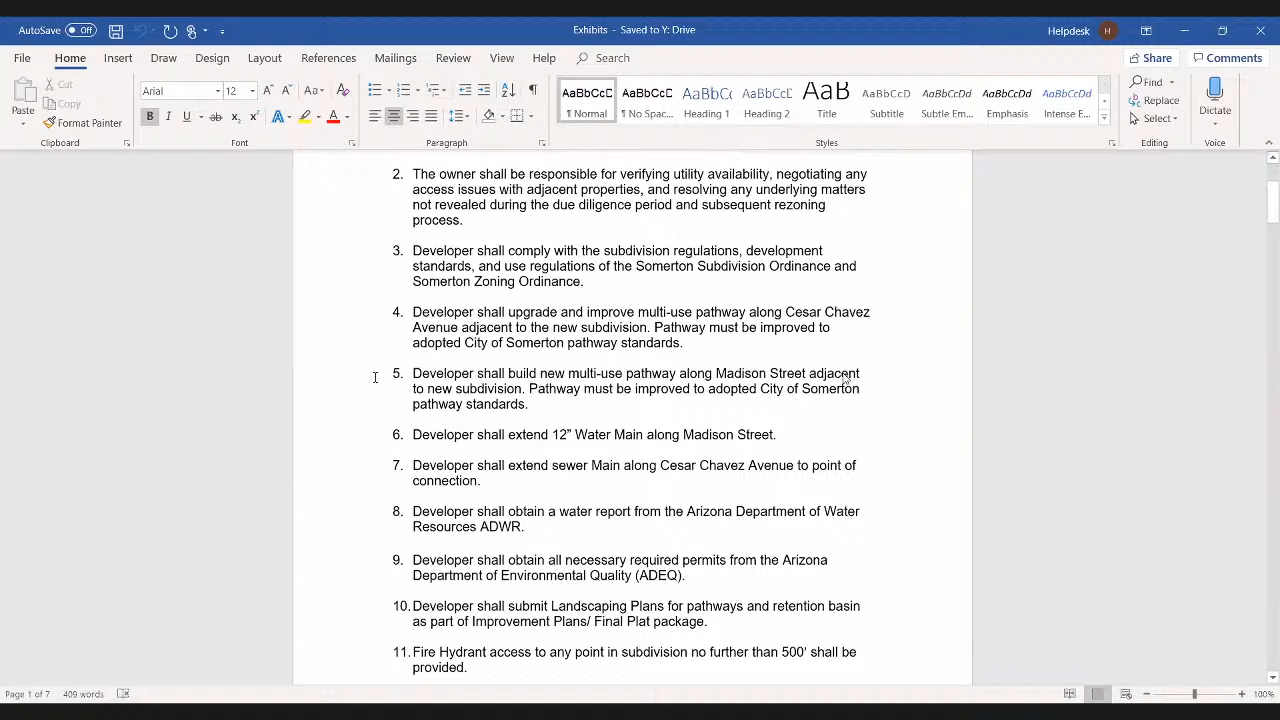 AutoSave Off
Exhibits - Saved to Y: Drive
Helpdesk H
File Home Insert Draw Design Layout References Mailings Review View Help Search
Share Comments
Paste
Cut
Copy
Format Painter
Clipboard
Arial 12
Aa
B I U ab x₂ x² A A
Font
Paragraph
AaBbCcD AaBbCcD AaBbCc AaBbCcD AaB AaBbCcD AaBbCcDd AaBbCcDd AaBbCcDd
¶ Normal ¶ No Spac... Heading 1 Heading 2 Title Subtitle Subtle Em... Emphasis Intense E...
Styles
Find
Replace
Select
Editing
Dictate
Voice
2. The owner shall be responsible for verifying utility availability, negotiating any
access issues with adjacent properties, and resolving any underlying matters
not revealed during the due diligence period and subsequent rezoning
process.
3. Developer shall comply with the subdivision regulations, development
standards, and use regulations of the Somerton Subdivision Ordinance and
Somerton Zoning Ordinance.
4. Developer shall upgrade and improve multi-use pathway along Cesar Chavez
Avenue adjacent to the new subdivision. Pathway must be improved to
adopted City of Somerton pathway standards.
5. Developer shall build new multi-use pathway along Madison Street adjacent
to new subdivision. Pathway must be improved to adopted City of Somerton
pathway standards.
6. Developer shall extend 12” Water Main along Madison Street.
7. Developer shall extend sewer Main along Cesar Chavez Avenue to point of
connection.
8. Developer shall obtain a water report from the Arizona Department of Water
Resources ADWR.
9. Developer shall obtain all necessary required permits from the Arizona
Department of Environmental Quality (ADEQ).
10. Developer shall submit Landscaping Plans for pathways and retention basin
as part of Improvement Plans/ Final Plat package.
11. Fire Hydrant access to any point in subdivision no further than 500' shall be
provided.
Page 1 of 7 409 words
100%